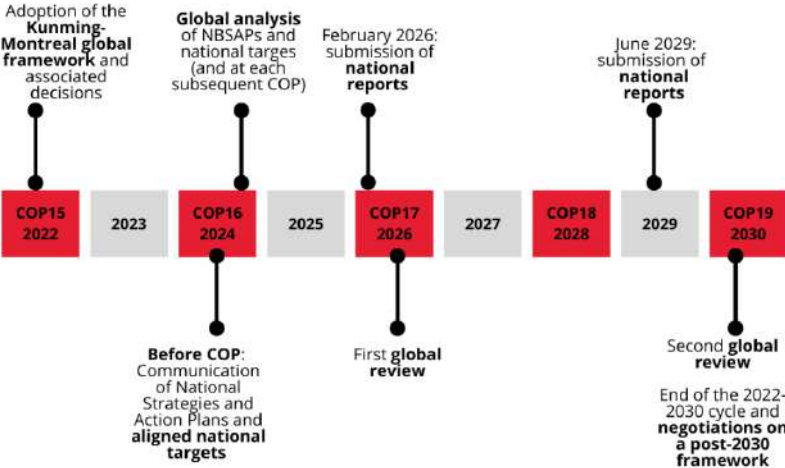 Adoption of the
Kunming-
Montreal global
framework and
associated
decisions
Global analysis
of NBSAPs and
national targes
(and at each
subsequent COP)
February 2026:
submission of
national
reports
June 2029:
submission of
national
reports
COP15
2022
2023
COP16
2024
2025
COP17
2026
2027
COP18
2028
2029
COP19
2030
Before COP:
Communication
of National
Strategies and
Action Plans and
aligned national
targets
First global
review
Second global
review
End of the 2022-
2030 cycle and
negotiations on
a post-2030
framework